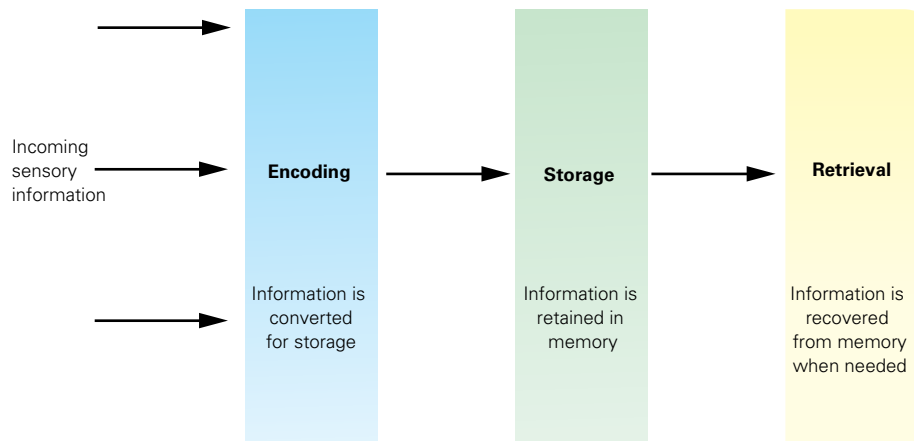 Incoming
sensory
information
Encoding
Information is
converted
for storage
Storage
Information is
retained in
memory
Retrieval
Information is
recovered
from memory
when needed